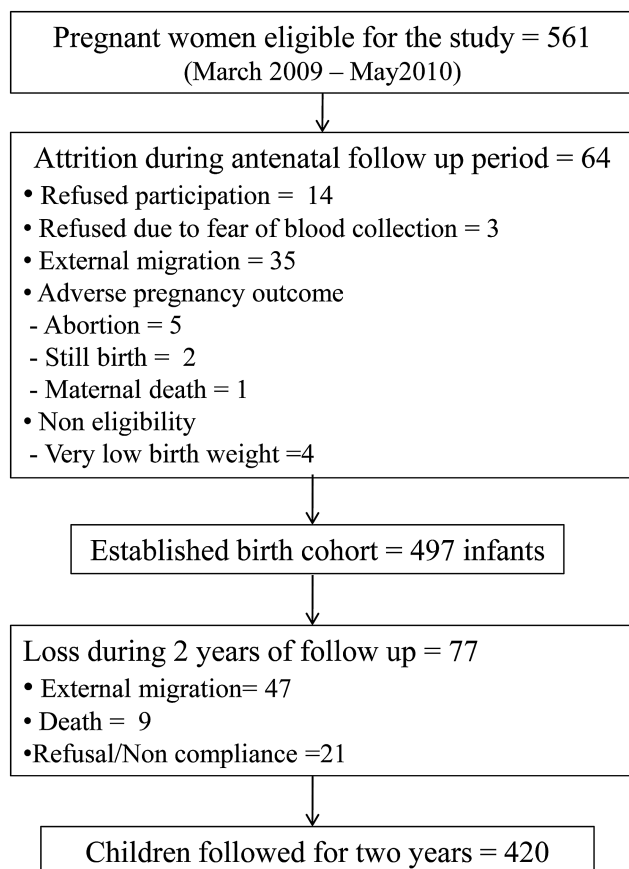 Pregnant women eligible for the study = 561
(March 2009 – May2010)
Attrition during antenatal follow up period = 64
• Refused participation = 14
• Refused due to fear of blood collection = 3
• External migration = 35
• Adverse pregnancy outcome
- Abortion = 5
- Still birth = 2
- Maternal death = 1
• Non eligibility
- Very low birth weight =4
Established birth cohort = 497 infants
Loss during 2 years of follow up = 77
• External migration= 47
• Death = 9
•Refusal/Non compliance =21
Children followed for two years = 420